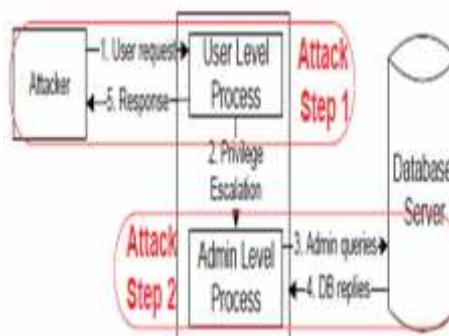 Attacker
1. User request
5. Response
User Level
Process
Attack
Step 1
2. Privilege
Escalation
Database
Server
Attack
Step 2
Admin Level
Process
3. Admin queries
4. DB replies